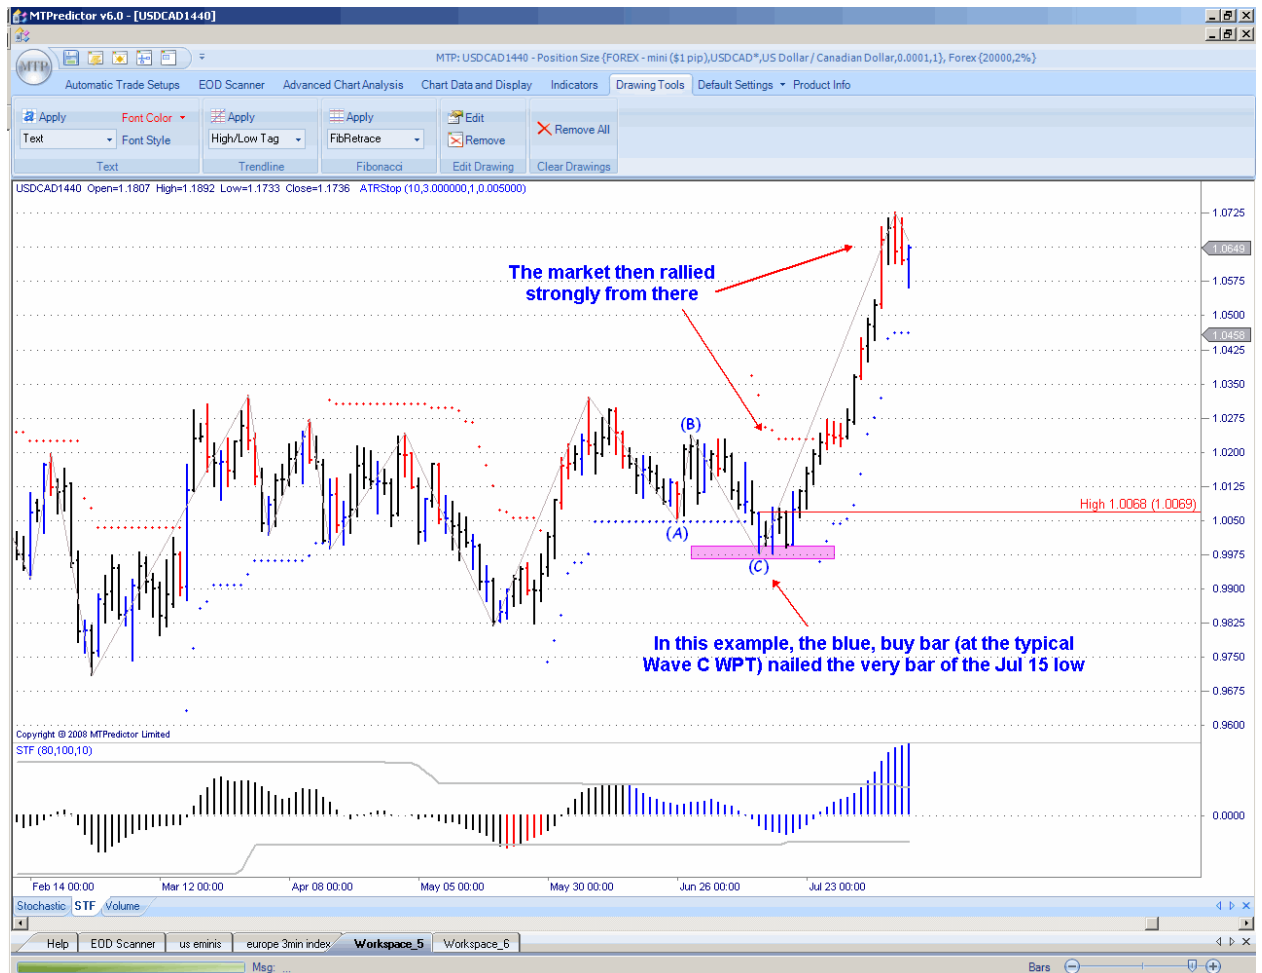 MTPredictor v6.0 - [USDCAD1440]
MTP
MTP: USDCAD1440 - Position Size {FOREX - mini ($1 pip),USDCAD*,US Dollar / Canadian Dollar,0.0001,1}, Forex {20000,2%}
Automatic Trade Setups EOD Scanner Advanced Chart Analysis Chart Data and Display Indicators Drawing Tools Default Settings Product Info
a Apply Font Color Apply Apply Edit
Remove All
Text Font Style High/Low Tag FibRetrace Remove
Text Trendline Fibonacci Edit Drawing Clear Drawings
USDCAD1440 Open=1.1807 High=1.1892 Low=1.1733 Close=1.1736 ATRStop (10,3.000000,1,0.005000)
1.0725
1.0649
The market then rallied
strongly from there
1.0575
1.0500
1.0458
1.0425
1.0350
1.0275
(B)
1.0200
1.0125
High 1.0068 (1.0069)
1.0050
(A)
0.9975
(C)
0.9900
0.9825
In this example, the blue, buy bar (at the typical
Wave C WPT) nailed the very bar of the Jul 15 low
0.9750
0.9675
0.9600
Copyright © 2008 MTPredictor Limited
STF (80,100,10)
0.0000
Feb 14 00:00 Mar 12 00:00 Apr 08 00:00 May 05 00:00 May 30 00:00 Jun 26 00:00 Jul 23 00:00
Stochastic STF Volume
Help EOD Scanner us eminis europe 3min index Workspace_5 Workspace_6
Msg: ... Bars